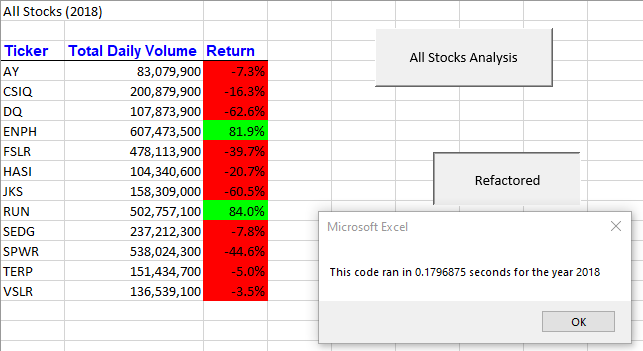 All Stocks (2018)
Ticker Total Daily Volume Return
AY 83,079,900 -7.3%
CSIQ 200,879,900 -16.3%
DQ 107,873,900 -62.6%
ENPH 607,473,500 81.9%
FSLR 478,113,900 -39.7%
HASI 104,340,600 -20.7%
JKS 158,309,000 -60.5%
RUN 502,757,100 84.0%
SEDG 237,212,300 -7.8%
SPWR 538,024,300 -44.6%
TERP 151,434,700 -5.0%
VSLR 136,539,100 -3.5%
All Stocks Analysis
Refactored
Microsoft Excel
This code ran in 0.1796875 seconds for the year 2018
OK